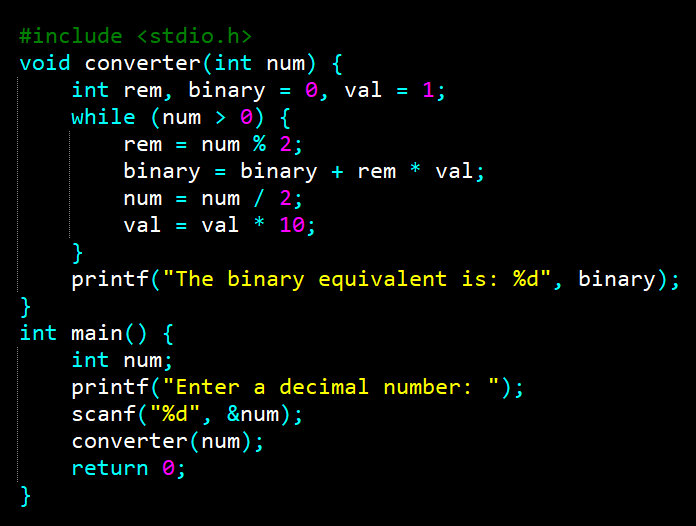 #include <stdio.h>
void converter(int num) {
    int rem, binary = 0, val = 1;
    while (num > 0) {
        rem = num % 2;
        binary = binary + rem * val;
        num = num / 2;
        val = val * 10;
    }
    printf("The binary equivalent is: %d", binary);
}
int main() {
    int num;
    printf("Enter a decimal number: ");
    scanf("%d", &num);
    converter(num);
    return 0;
}